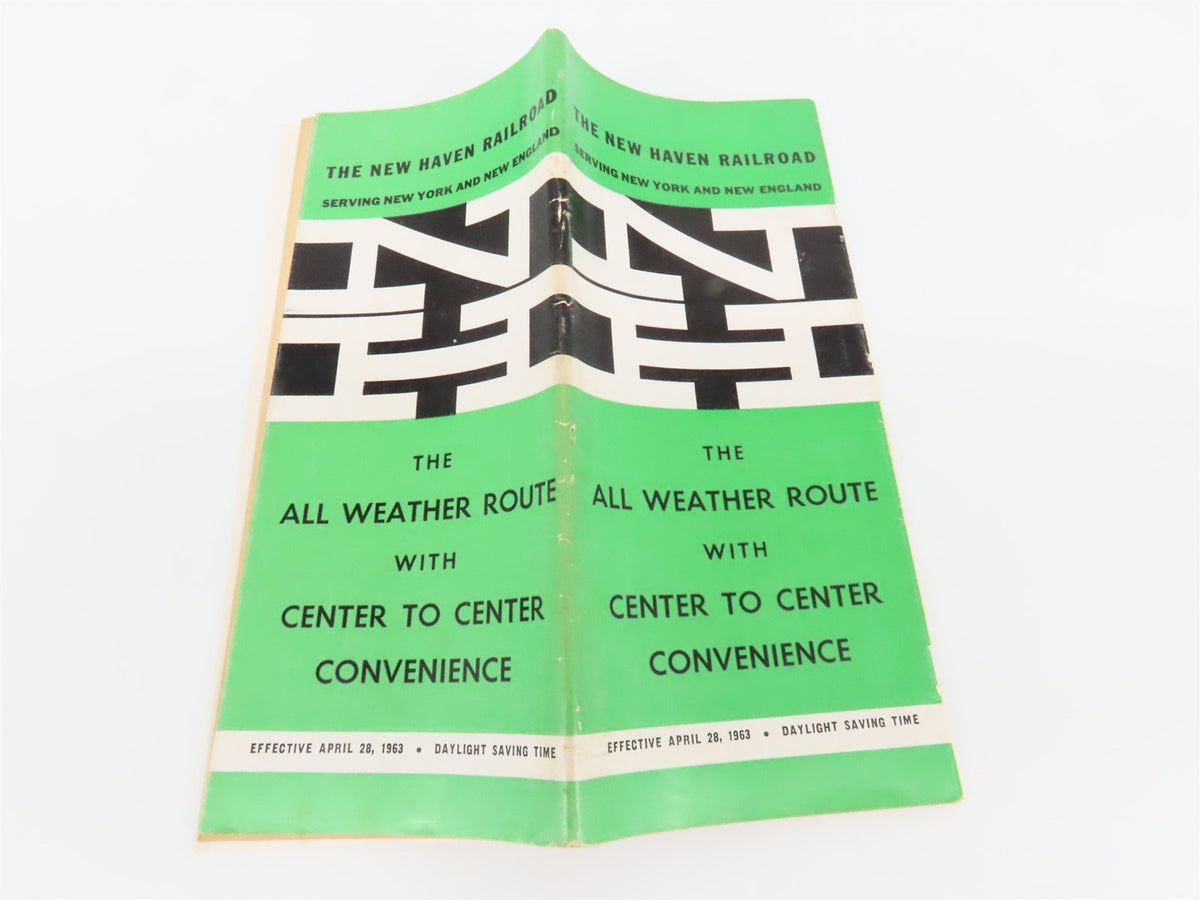 THE NEW HAVEN RAILROAD
SERVING NEW YORK AND NEW ENGLAND
THE
ALL WEATHER ROUTE
WITH
CENTER TO CENTER
CONVENIENCE
EFFECTIVE APRIL 28, 1963 • DAYLIGHT SAVING TIME
THE NEW HAVEN RAILROAD
SERVING NEW YORK AND NEW ENGLAND
THE
ALL WEATHER ROUTE
WITH
CENTER TO CENTER
CONVENIENCE
EFFECTIVE APRIL 28, 1963 • DAYLIGHT SAVING TIME